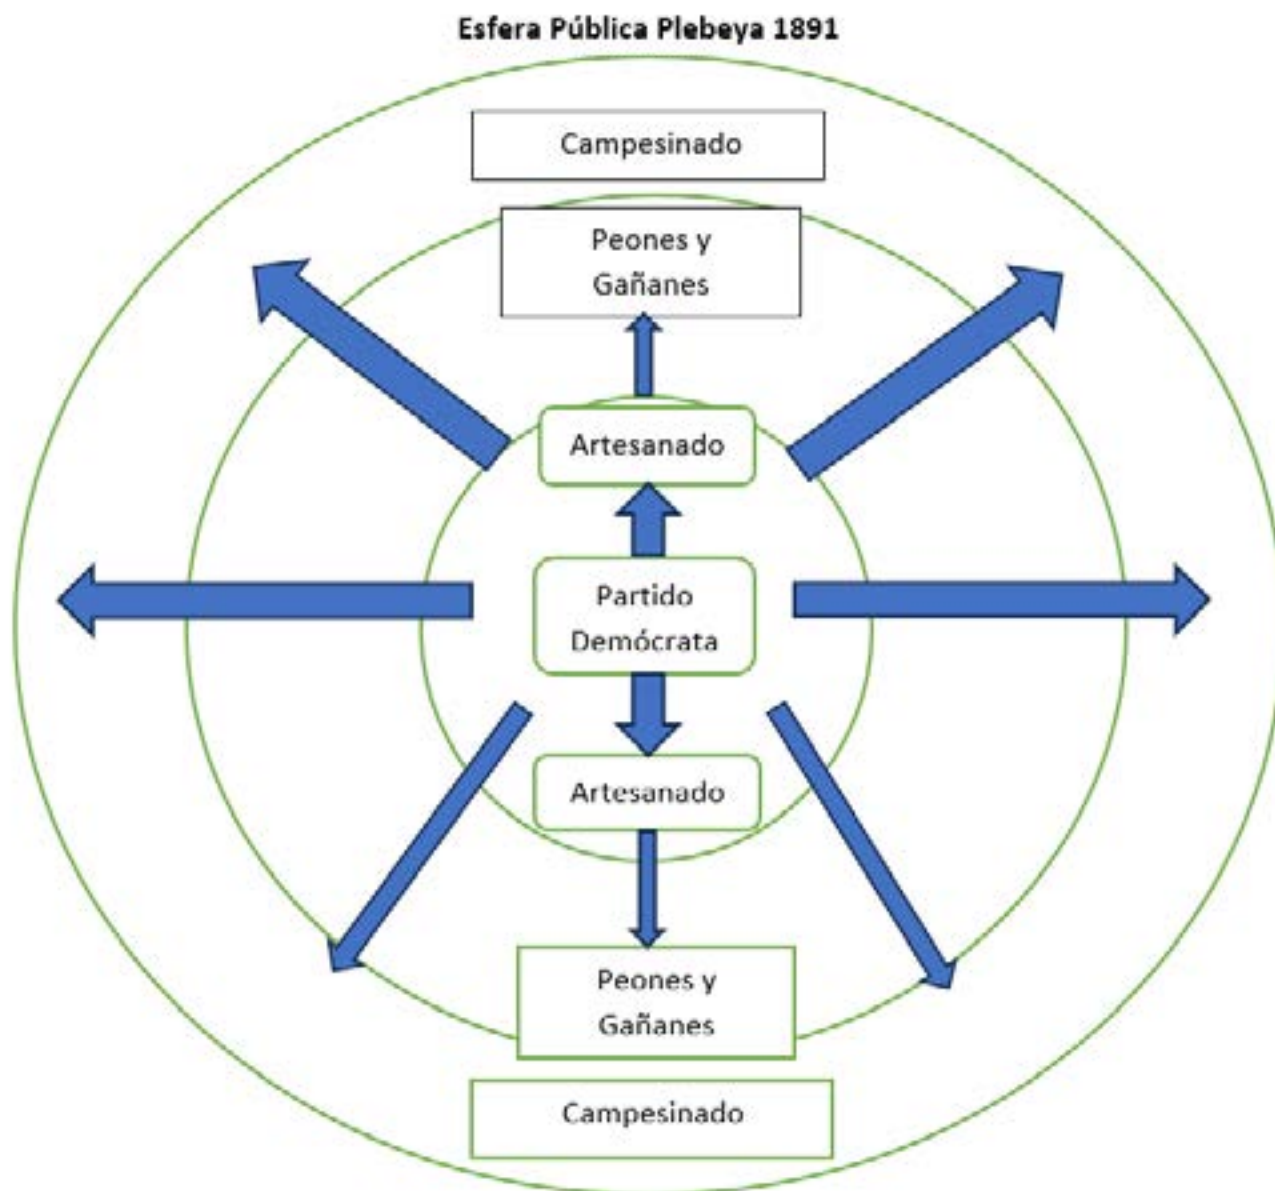 Esfera Pública Plebeya 1891
Campesinado
Peones y
Gañanes
Artesanado
Partido
Demócrata
Artesanado
Peones y
Gañanes
Campesinado